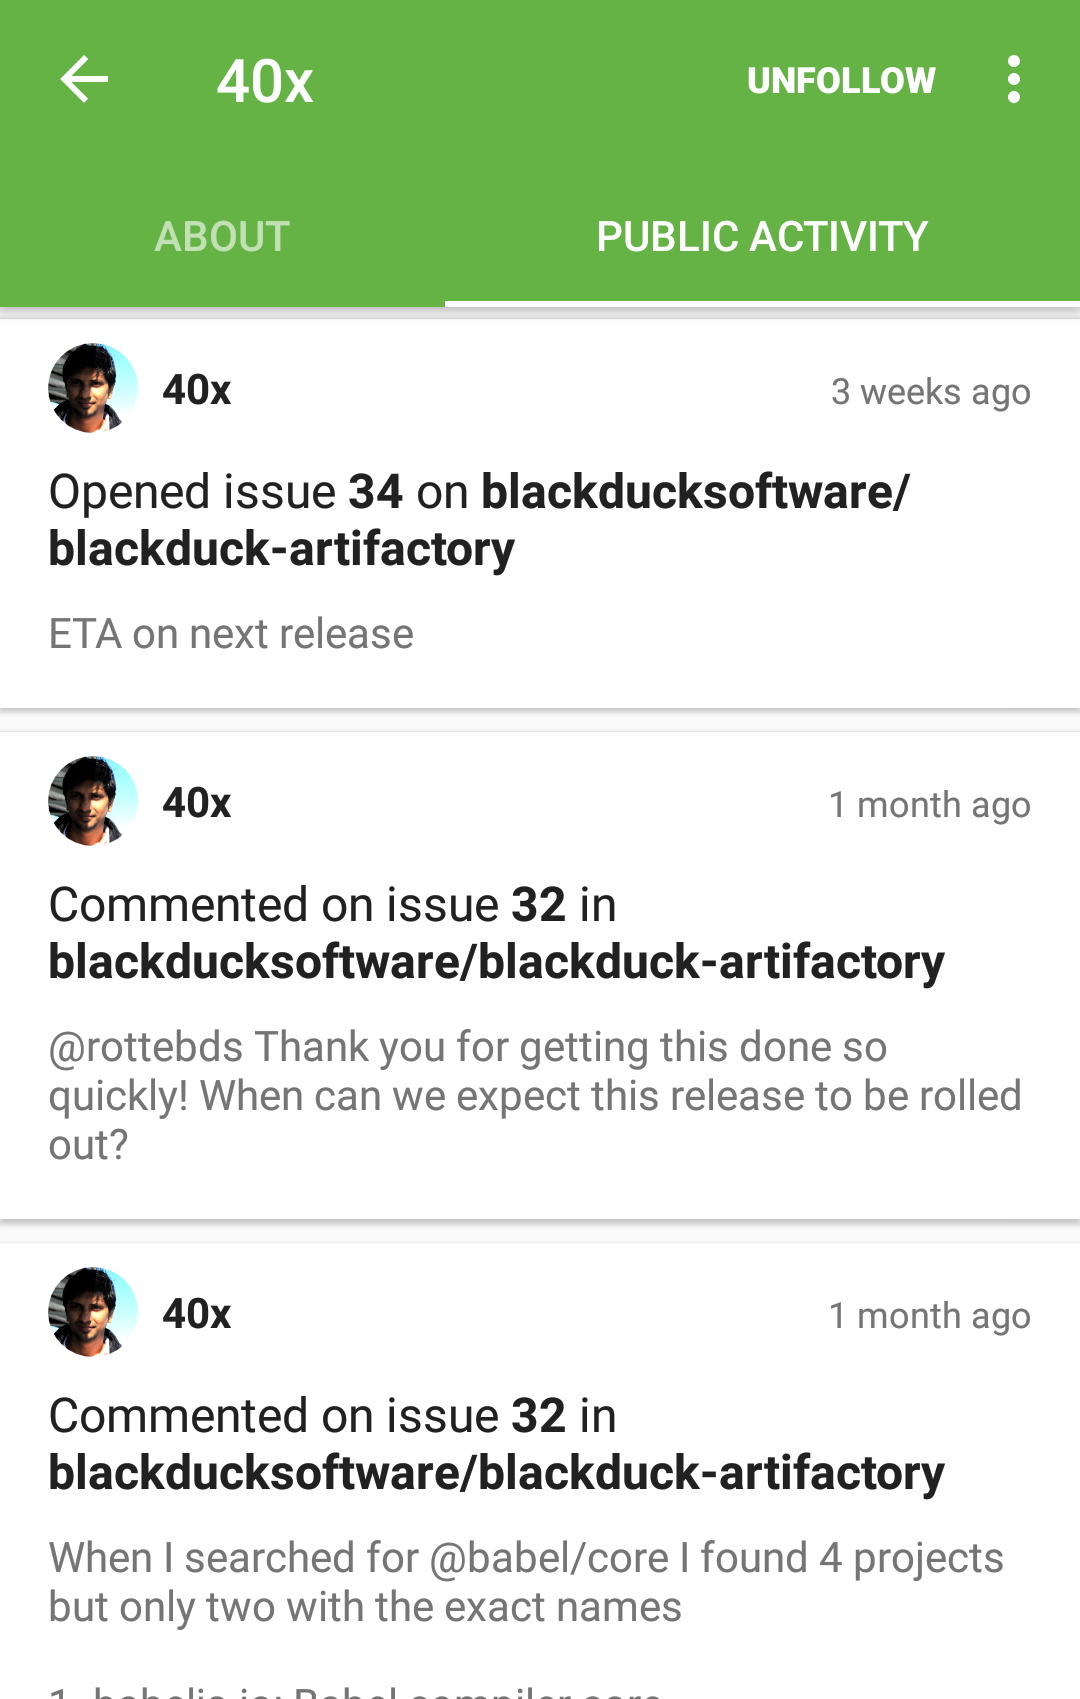 40x
UNFOLLOW
ABOUT
PUBLIC ACTIVITY
40x
3 weeks ago
Opened issue 34 on blackducksoftware/
blackduck-artifactory
ETA on next release
40x
1 month ago
Commented on issue 32 in
blackducksoftware/blackduck-artifactory
@rottebds Thank you for getting this done so
quickly! When can we expect this release to be rolled
out?
40x
1 month ago
Commented on issue 32 in
blackducksoftware/blackduck-artifactory
When I searched for @babel/core I found 4 projects
but only two with the exact names